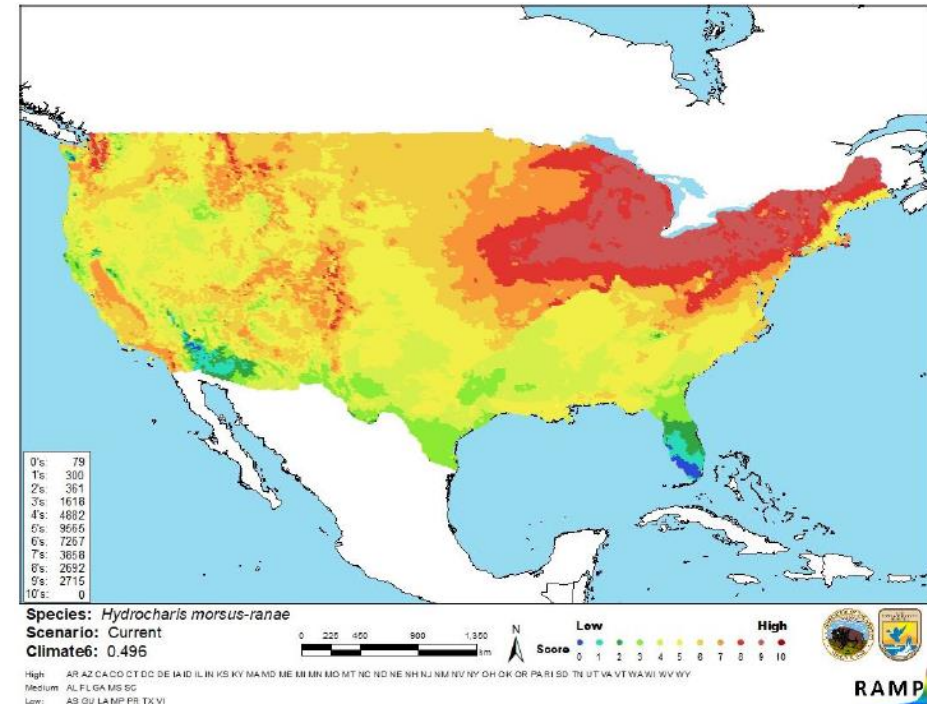 0's: 79
1's: 300
2's: 361
3's: 1618
4's: 4882
5's: 9565
6's: 7267
7's: 3858
8's: 2692
9's: 2715
10's: 0
Species: Hydrocharis morsus-ranae
Scenario: Current
Climate6: 0.496
0 225 450 900 1,350
km
N
Low High
Score 0 1 2 3 4 5 6 7 8 9 10
High AR AZ CA CO CT DC DE IA ID IL IN KS KY MA MD ME MI MN MO MT NC ND NE NH NJ NM NV NY OH OK OR PA RI SD TN UT VA VT WA WI WV WY
Medium AL FL GA MS SC
Low: AS GU LA MP PR TX VI
RAMP